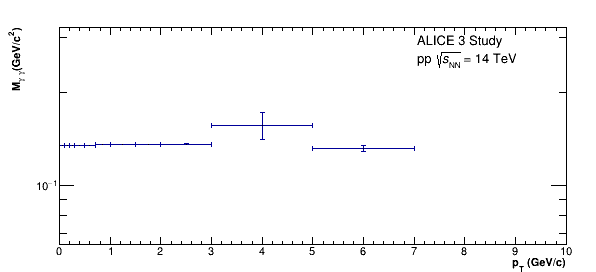 ALICE 3 Study
pp √s_NN = 14 TeV
M_γγ(GeV/c²)
10⁻¹
0 1 2 3 4 5 6 7 8 9 10
p_T (GeV/c)